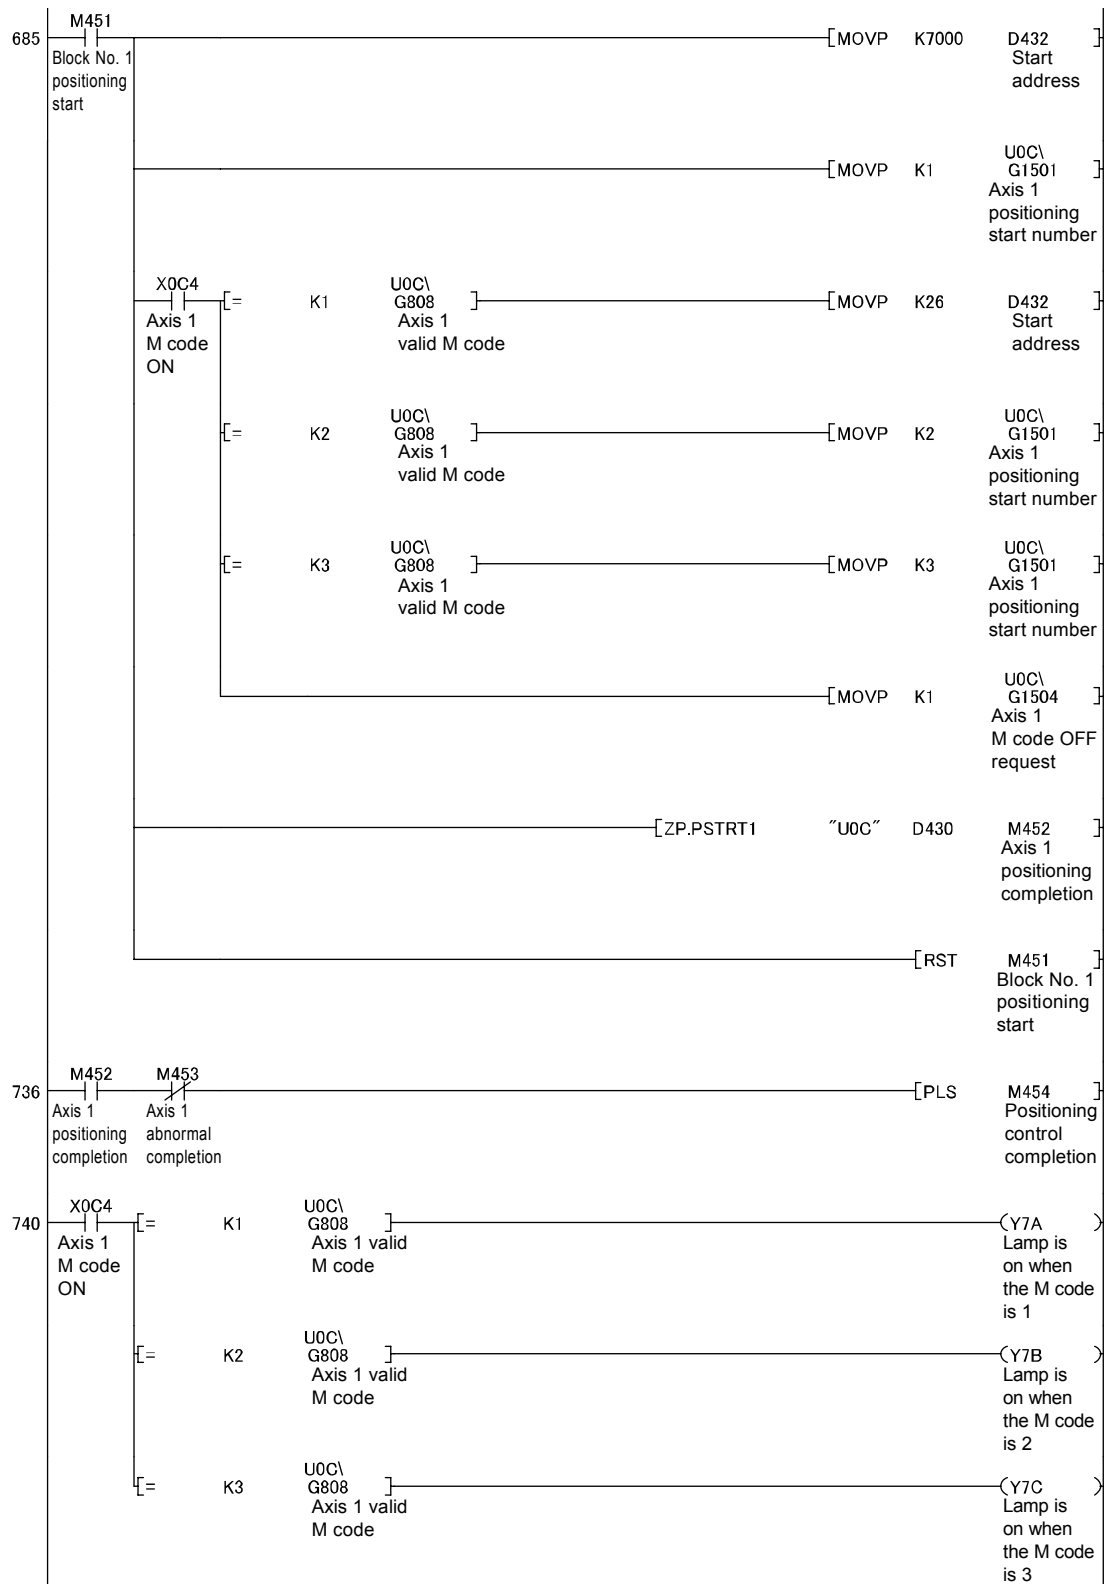 M451
685 [MOVP K7000 D432 ]
Block No. 1
positioning
start
Start
address
U0C\
[MOVP K1 G1501 ]
Axis 1
positioning
start number
X0C4 U0C\
[= K1 G808 ] [MOVP K26 D432 ]
Axis 1
M code
ON
Axis 1
valid M code
Start
address
U0C\ U0C\
[= K2 G808 ] [MOVP K2 G1501 ]
Axis 1
valid M code
Axis 1
positioning
start number
U0C\ U0C\
[= K3 G808 ] [MOVP K3 G1501 ]
Axis 1
valid M code
Axis 1
positioning
start number
U0C\
[MOVP K1 G1504 ]
Axis 1
M code OFF
request
[ZP.PSTRT1 "U0C" D430 M452 ]
Axis 1
positioning
completion
[RST M451 ]
Block No. 1
positioning
start
M452 M453
736 [PLS M454 ]
Axis 1
positioning
completion
Axis 1
abnormal
completion
Positioning
control
completion
X0C4 U0C\
740 [= K1 G808 ] (Y7A )
Axis 1
M code
ON
Axis 1 valid
M code
Lamp is
on when
the M code
is 1
U0C\
[= K2 G808 ] (Y7B )
Axis 1 valid
M code
Lamp is
on when
the M code
is 2
U0C\
[= K3 G808 ] (Y7C )
Axis 1 valid
M code
Lamp is
on when
the M code
is 3